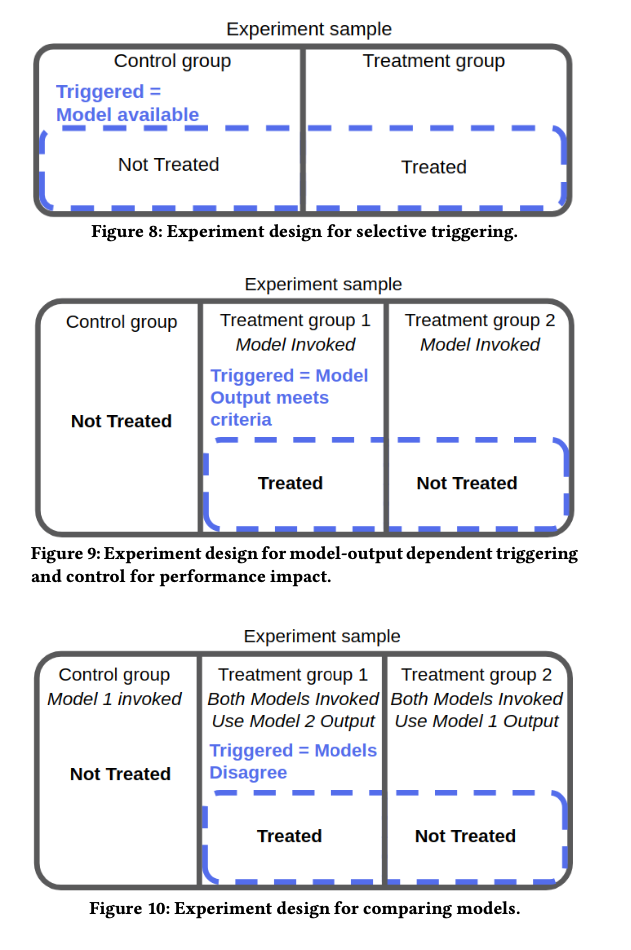 Experiment sample
Control group
Treatment group
Triggered =
Model available
Not Treated
Treated
Figure 8: Experiment design for selective triggering.
Experiment sample
Control group
Not Treated
Treatment group 1
Model Invoked
Triggered = Model
Output meets
criteria
Treated
Treatment group 2
Model Invoked
Not Treated
Figure 9: Experiment design for model-output dependent triggering
and control for performance impact.
Experiment sample
Control group
Model 1 invoked
Not Treated
Treatment group 1
Both Models Invoked
Use Model 2 Output
Triggered = Models
Disagree
Treated
Treatment group 2
Both Models Invoked
Use Model 1 Output
Not Treated
Figure 10: Experiment design for comparing models.